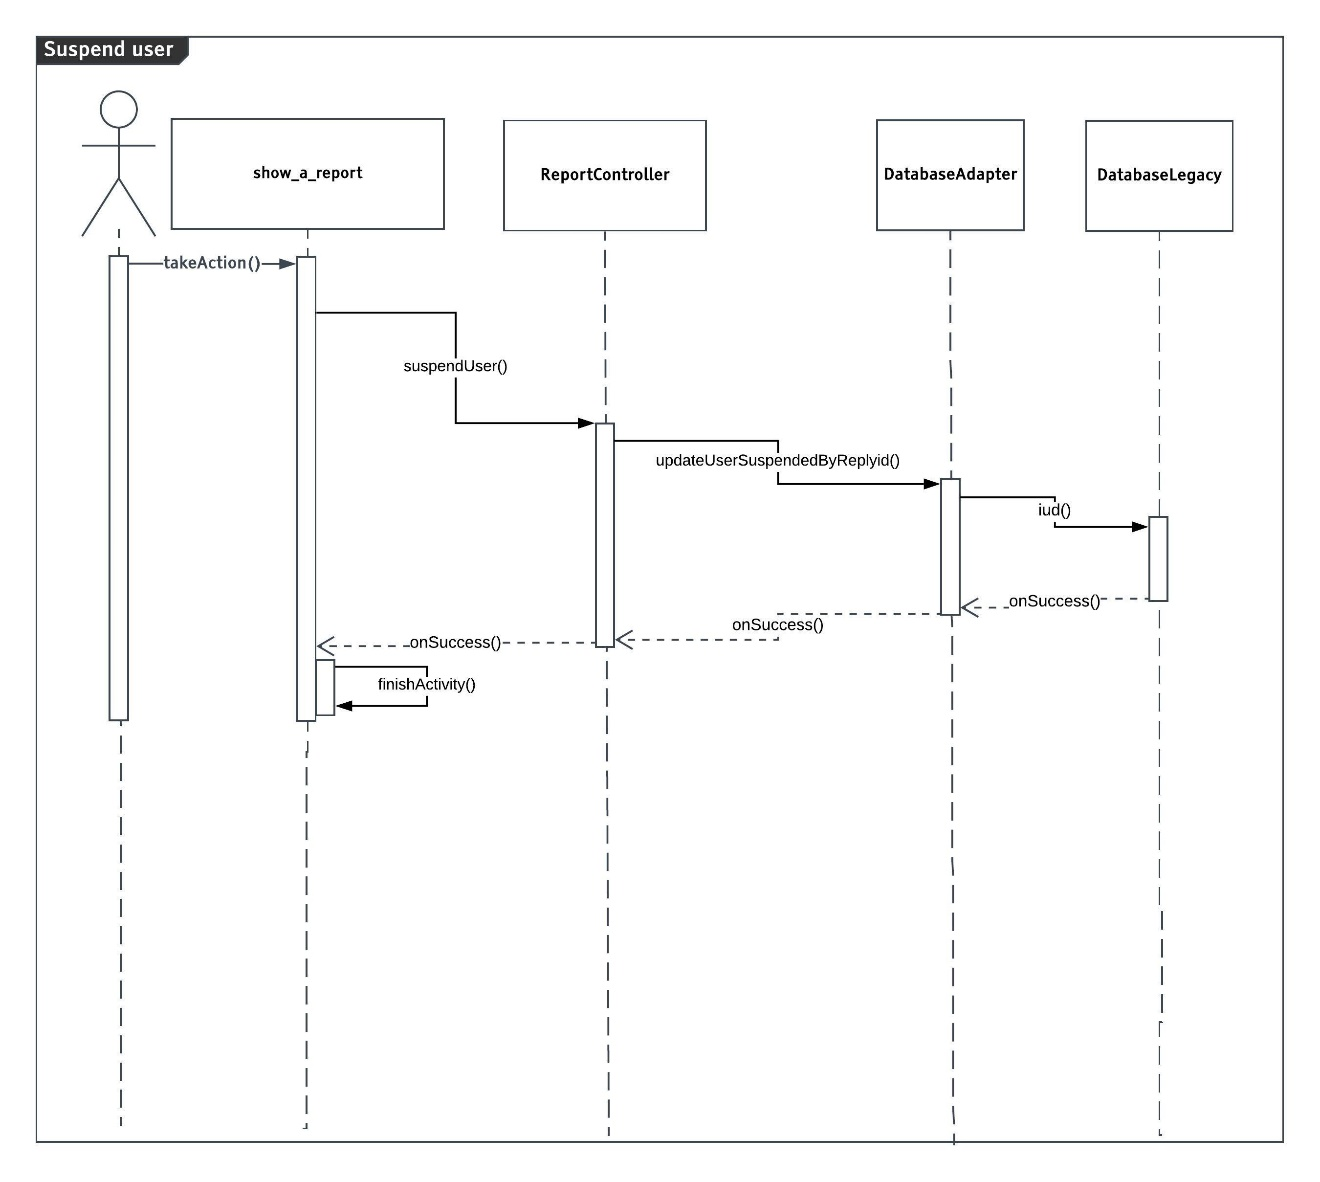 Suspend user
show_a_report
ReportController
DatabaseAdapter
DatabaseLegacy
takeAction()
suspendUser()
updateUserSuspendedByReplyid()
iud()
onSuccess()
onSuccess()
onSuccess()
finishActivity()